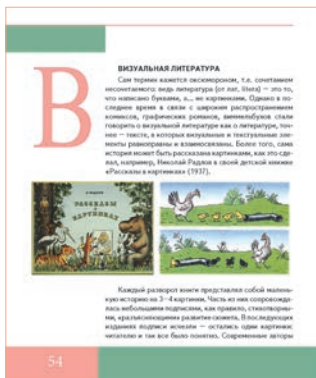 В
ВИЗУАЛЬНАЯ ЛИТЕРАТУРА
Сам термин кажется оксюмороном, т.е. сочетанием
несочетаемого: ведь литература (от лат. litera) — это то,
что написано буквами, а... не картинками. Однако в по-
следнее время в связи с широким распространением
комиксов, графических романов, виммельбухов стали
говорить о визуальной литературе как о литературе, точ-
нее — тексте, в которых визуальные и текстуальные эле-
менты равноправны и взаимосвязаны. Более того, сама
история может быть рассказана картинками, как это сде-
лал, например, Николай Радлов в своей детской книжке
«Рассказы в картинках» (1937).
РАССКАЗЫ
В
КАРТИНКАХ
Каждый разворот книги представлял собой малень-
кую историю на 3—4 картинки. Часть из них сопровожда-
лась небольшими подписями, как правило, стихотворны-
ми, «разъясняющими» развитие сюжета. В последующих
изданиях подписи исчезли — остались одни картинки:
читателю и так все было понятно. Современные авторы
54